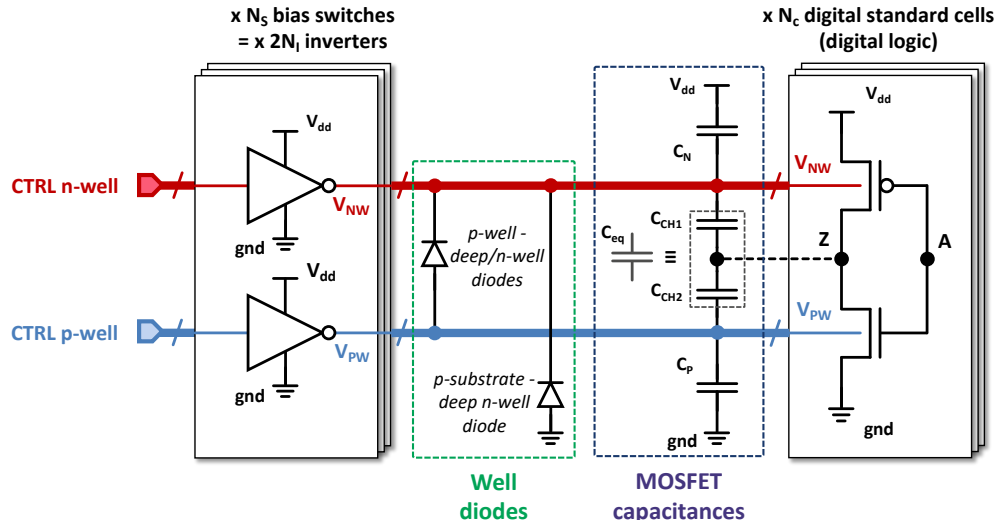 x N_S bias switches
= x 2N_I inverters
x N_c digital standard cells
(digital logic)
V_dd
V_dd
V_dd
C_N
CTRL n-well
V_NW
gnd
V_NW
p-well -
deep/n-well
diodes
C_eq
≡
C_CH1
C_CH2
Z
A
V_dd
CTRL p-well
V_PW
gnd
V_PW
p-substrate -
deep n-well
diode
C_P
gnd
gnd
Well
diodes
MOSFET
capacitances